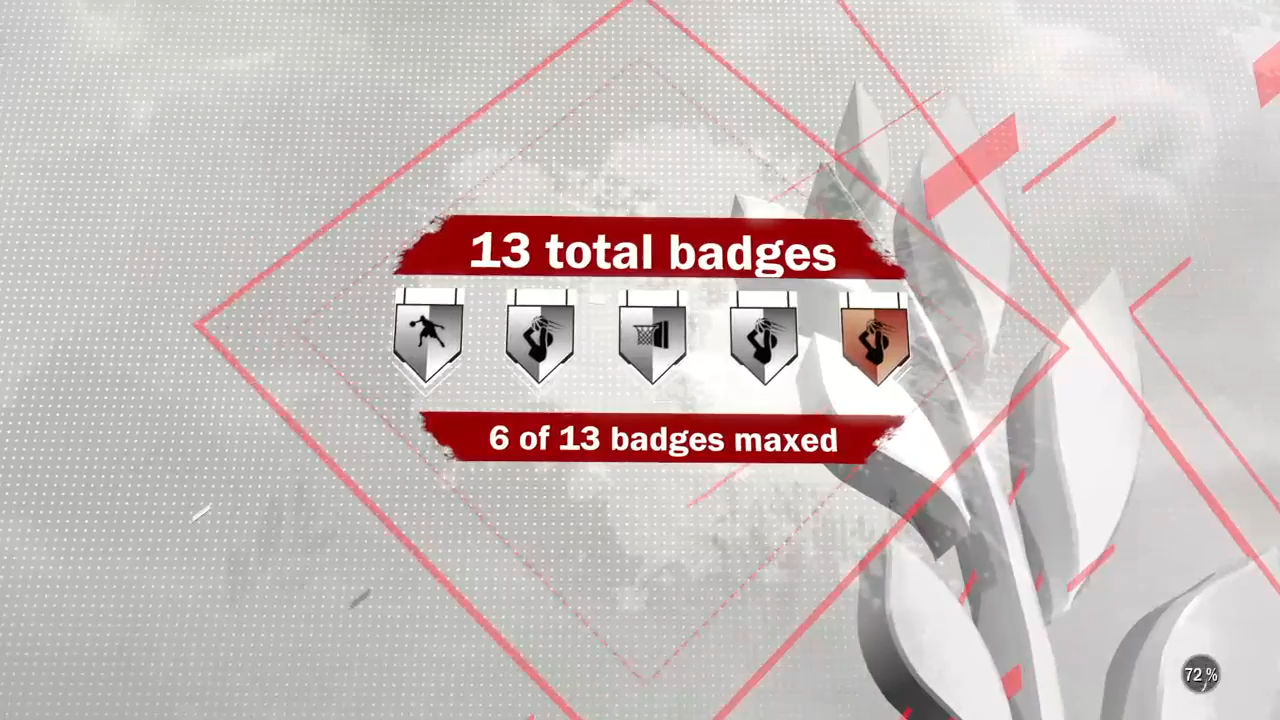 13 total badges
6 of 13 badges maxed
72 %